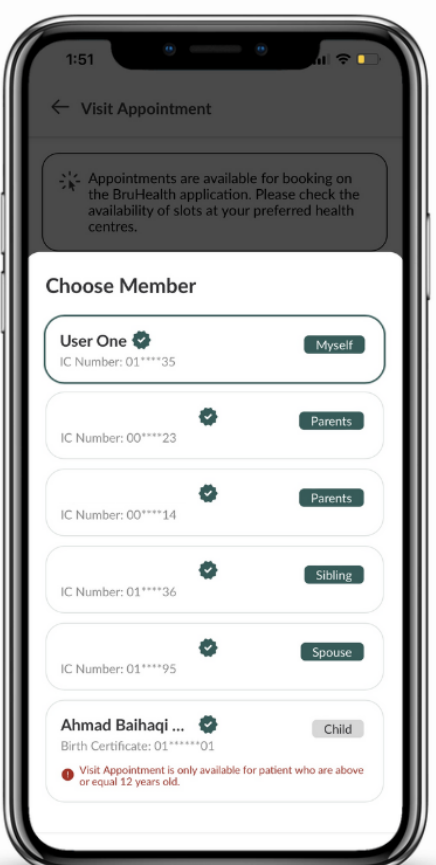 1:51
Visit Appointment
Appointments are available for booking on
the BruHealth application. Please check the
availability of slots at your preferred health
centres.
Choose Member
User One
Myself
IC Number: 01****35
Parents
IC Number: 00****23
Parents
IC Number: 00****14
Sibling
IC Number: 01****36
Spouse
IC Number: 01****95
Ahmad Baihaqi ...
Child
Birth Certificate: 01******01
Visit Appointment is only available for patient who are above
or equal 12 years old.